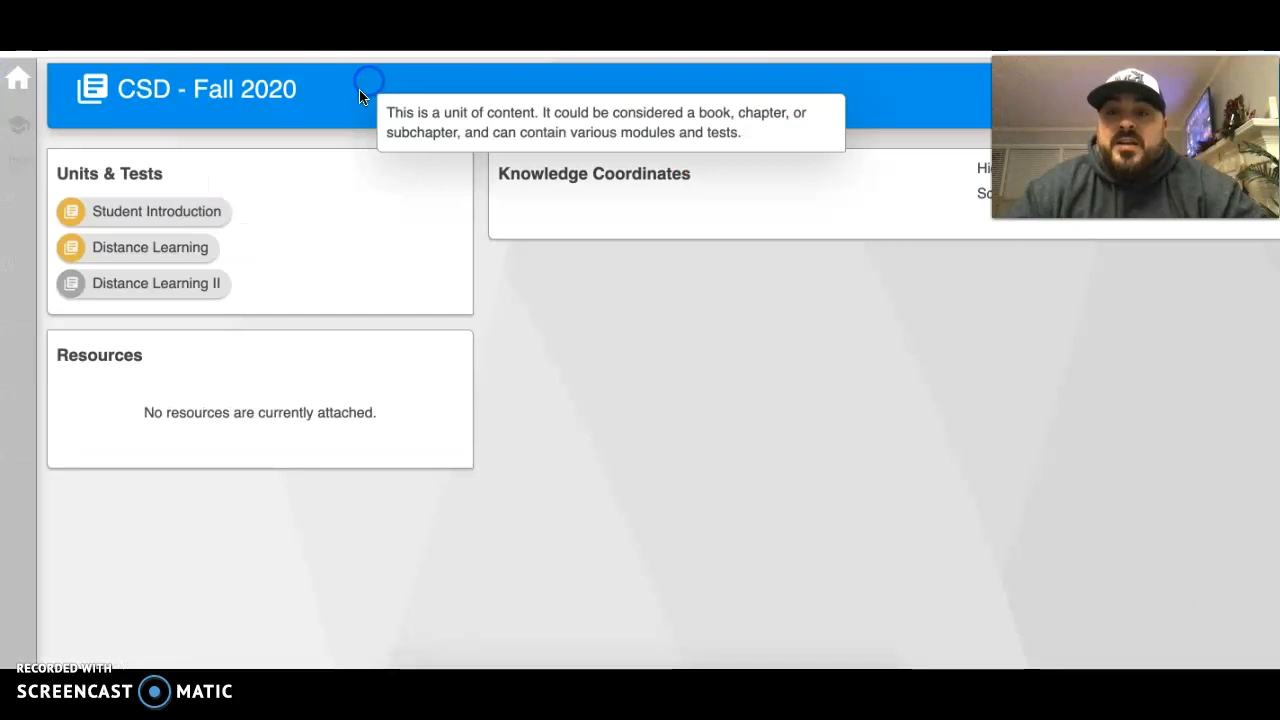 CSD - Fall 2020
This is a unit of content. It could be considered a book, chapter, or
subchapter, and can contain various modules and tests.
Units & Tests
Student Introduction
Distance Learning
Distance Learning II
Knowledge Coordinates
Hi
Sc
Resources
No resources are currently attached.
RECORDED WITH
SCREENCAST MATIC